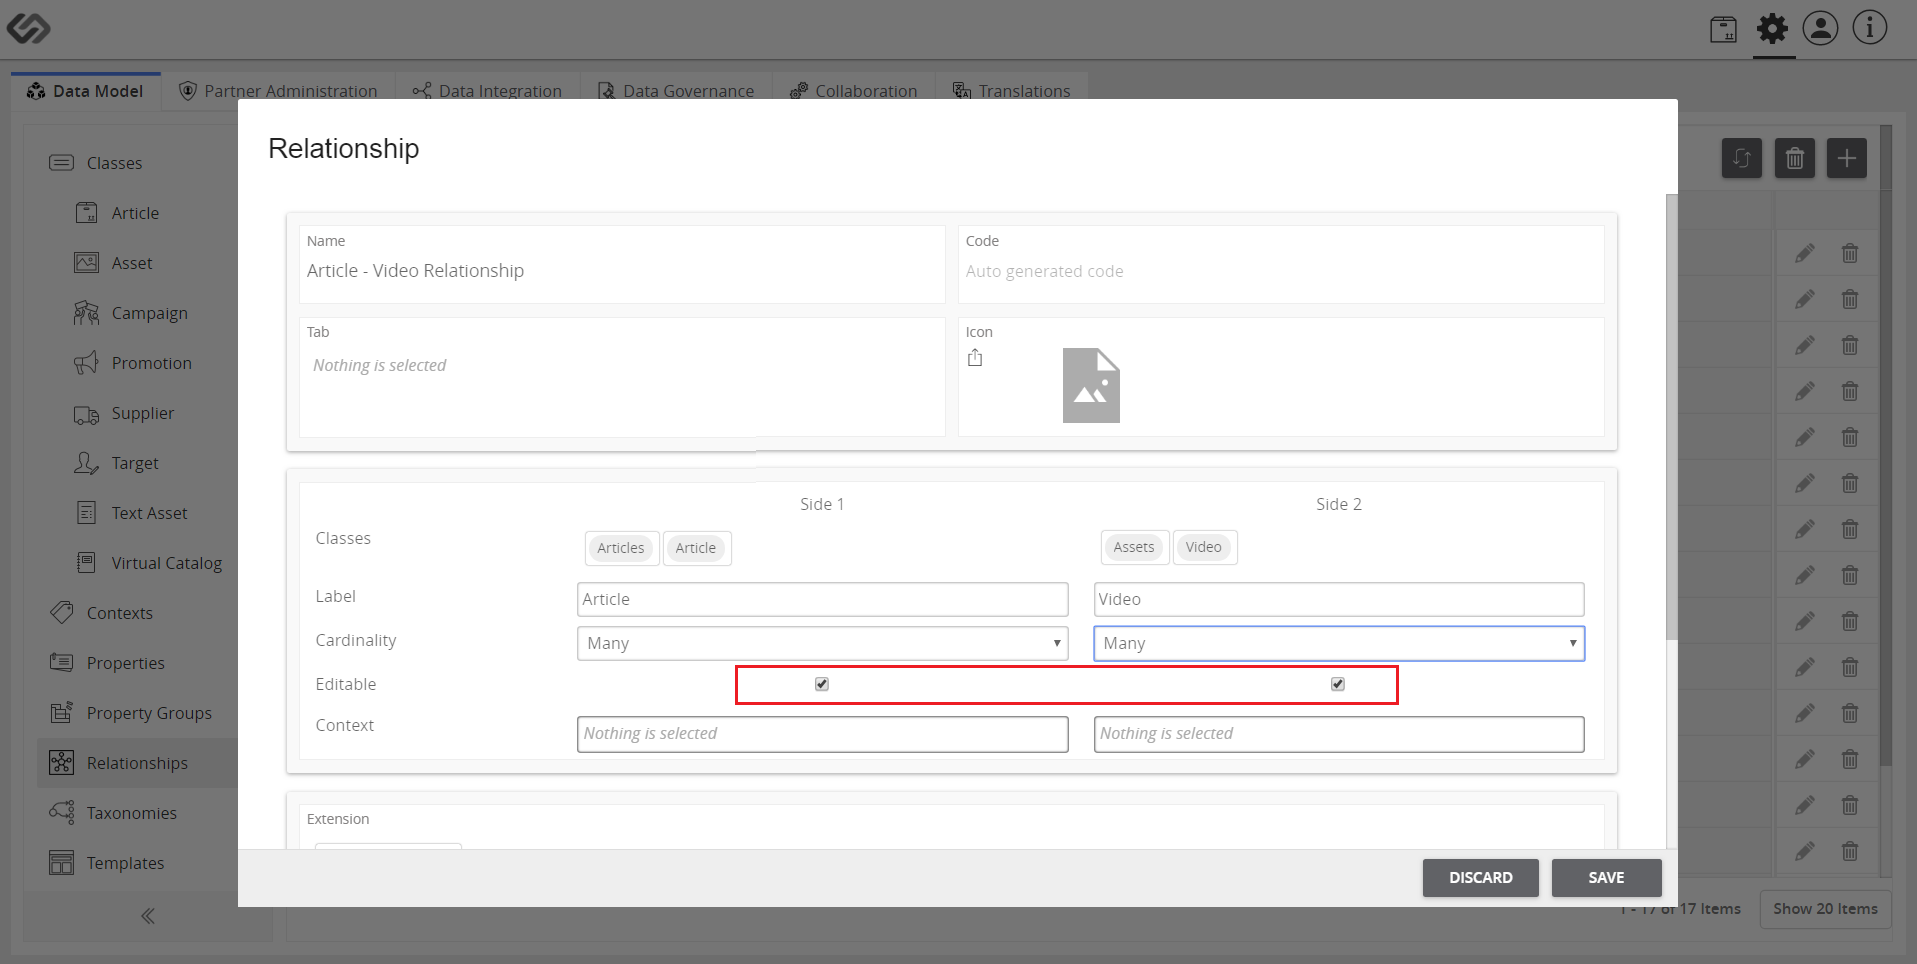 Data Model
Partner Administration
Data Integration
Data Governance
Collaboration
Translations
Classes
Article
Asset
Campaign
Promotion
Supplier
Target
Text Asset
Virtual Catalog
Contexts
Properties
Property Groups
Relationships
Taxonomies
Templates
Relationship
Name
Article - Video Relationship
Code
Auto generated code
Tab
Nothing is selected
Icon
Side 1 Side 2
Classes Articles Article Assets Video
Label Article Video
Cardinality Many Many
Editable
Context Nothing is selected Nothing is selected
Extension
DISCARD SAVE
1 - 17 of 17 Items Show 20 Items